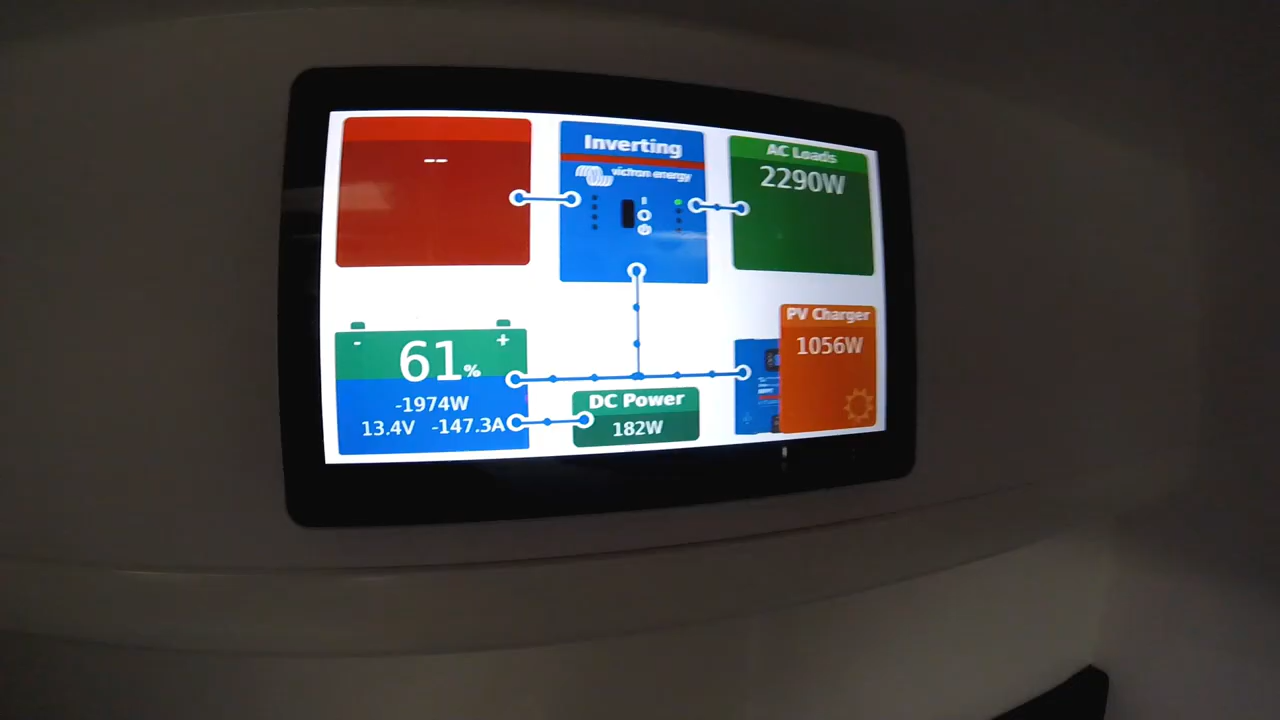 --
Inverting
victron energy
AC Loads
2290W
- 61% +
-1974W
13.4V -147.3A
DC Power
182W
PV Charger
1056W